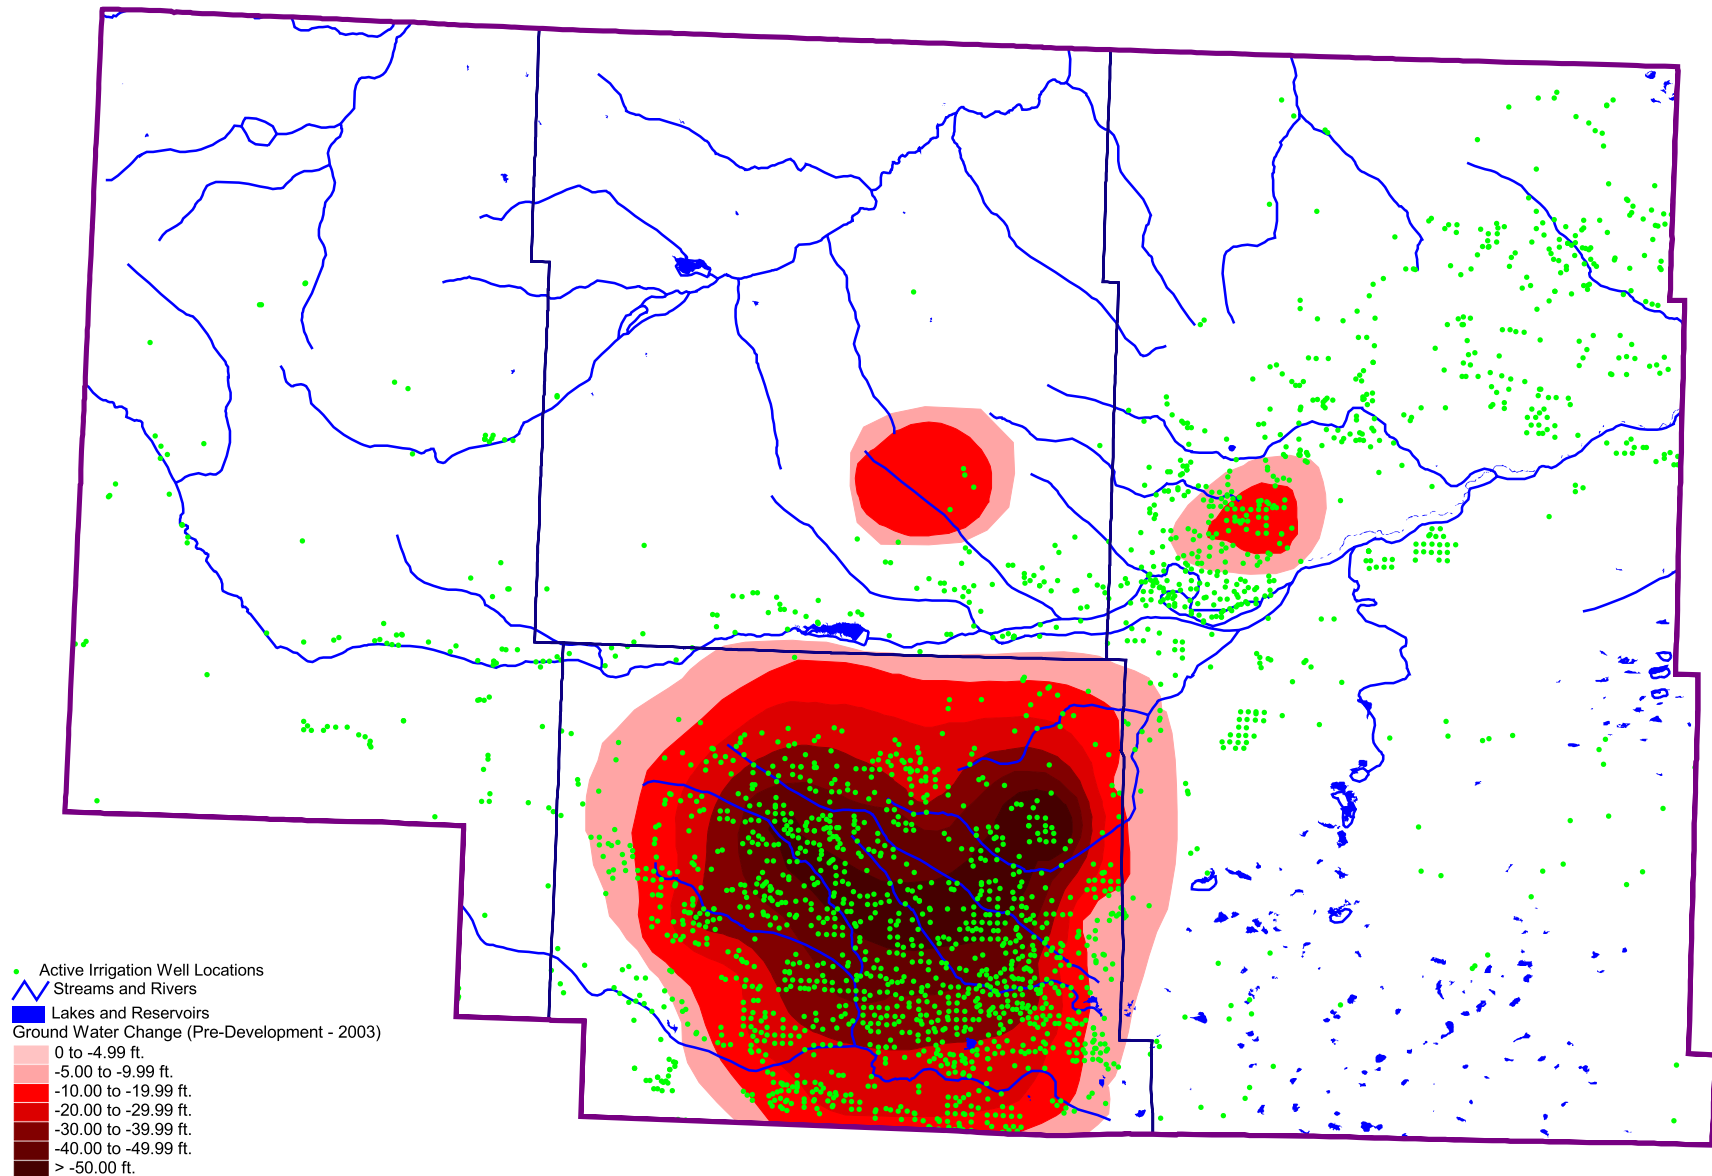 Active Irrigation Well Locations
Streams and Rivers
Lakes and Reservoirs
Ground Water Change (Pre-Development - 2003)
0 to -4.99 ft.
-5.00 to -9.99 ft.
-10.00 to -19.99 ft.
-20.00 to -29.99 ft.
-30.00 to -39.99 ft.
-40.00 to -49.99 ft.
> -50.00 ft.